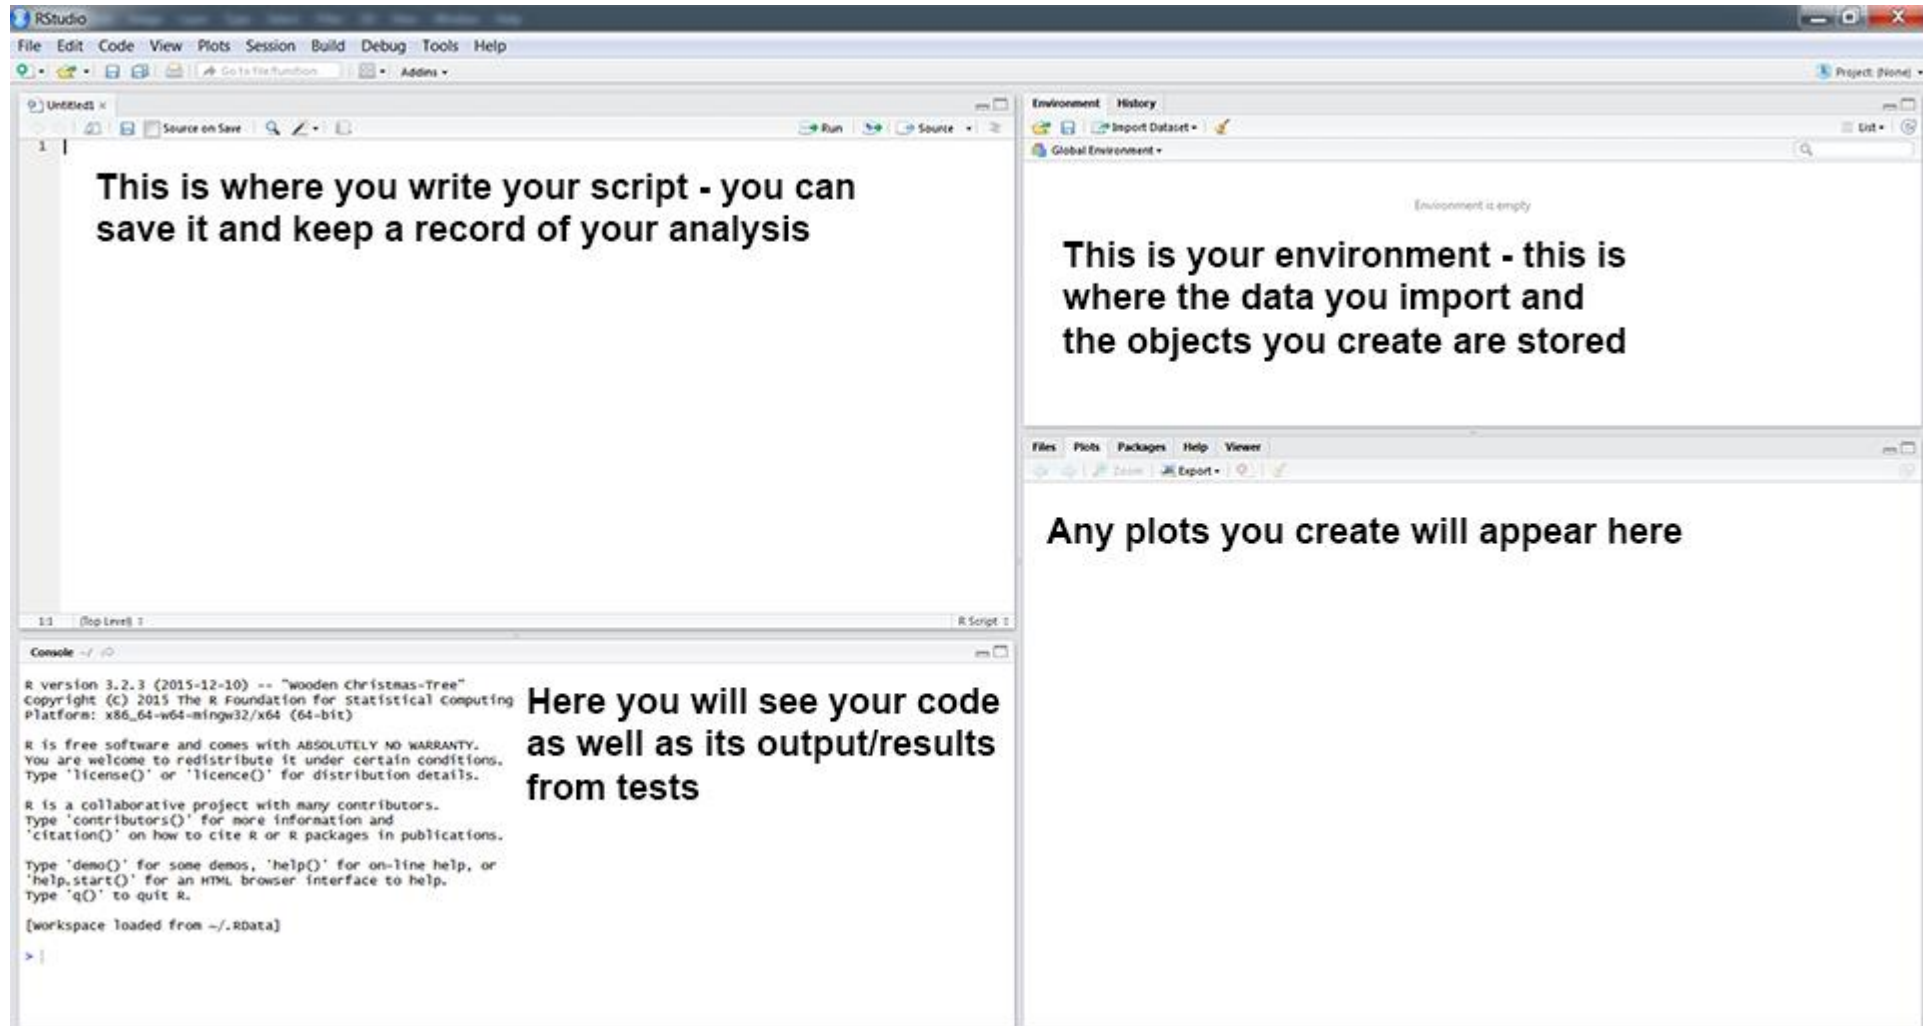 RStudio
File Edit Code View Plots Session Build Debug Tools Help
Go to file/function Addins
Project: (None)
Untitled1
Source on Save Run Source
1
This is where you write your script - you can
save it and keep a record of your analysis
1:1 (Top Level) R Script
Console ~/
R version 3.2.3 (2015-12-10) -- "Wooden Christmas-Tree"
Copyright (C) 2015 The R Foundation for Statistical Computing
Platform: x86_64-w64-mingw32/x64 (64-bit)
R is free software and comes with ABSOLUTELY NO WARRANTY.
You are welcome to redistribute it under certain conditions.
Type 'license()' or 'licence()' for distribution details.
R is a collaborative project with many contributors.
Type 'contributors()' for more information and
'citation()' on how to cite R or R packages in publications.
Type 'demo()' for some demos, 'help()' for on-line help, or
'help.start()' for an HTML browser interface to help.
Type 'q()' to quit R.
[Workspace loaded from ~/.RData]
>
Here you will see your code
as well as its output/results
from tests
Environment History
Import Dataset List
Global Environment
Environment is empty
This is your environment - this is
where the data you import and
the objects you create are stored
Files Plots Packages Help Viewer
Zoom Export
Any plots you create will appear here